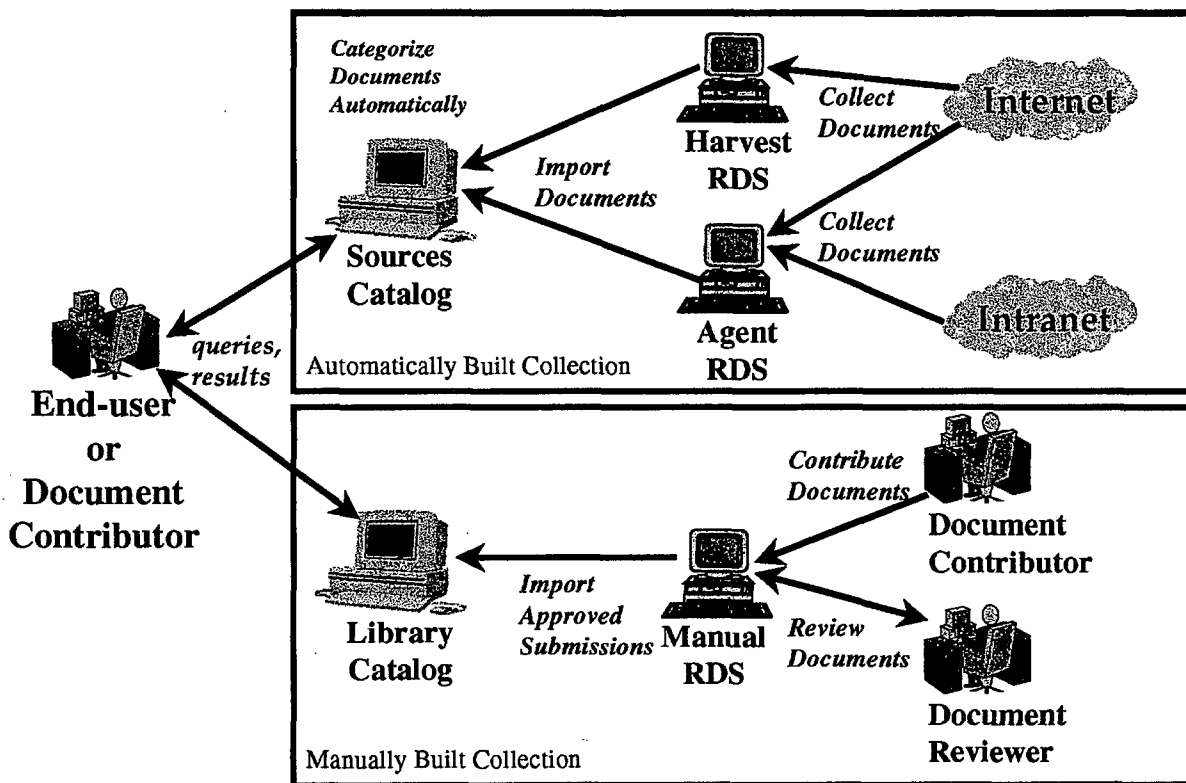 Categorize
Documents
Automatically
Collect
Documents
Internet
Harvest
RDS
Import
Documents
Collect
Documents
Sources
Catalog
Intranet
Agent
RDS
queries,
results
Automatically Built Collection
End-user
or
Document
Contributor
Contribute
Documents
Document
Contributor
Import
Approved
Submissions
Library
Catalog
Manual
RDS
Review
Documents
Document
Reviewer
Manually Built Collection